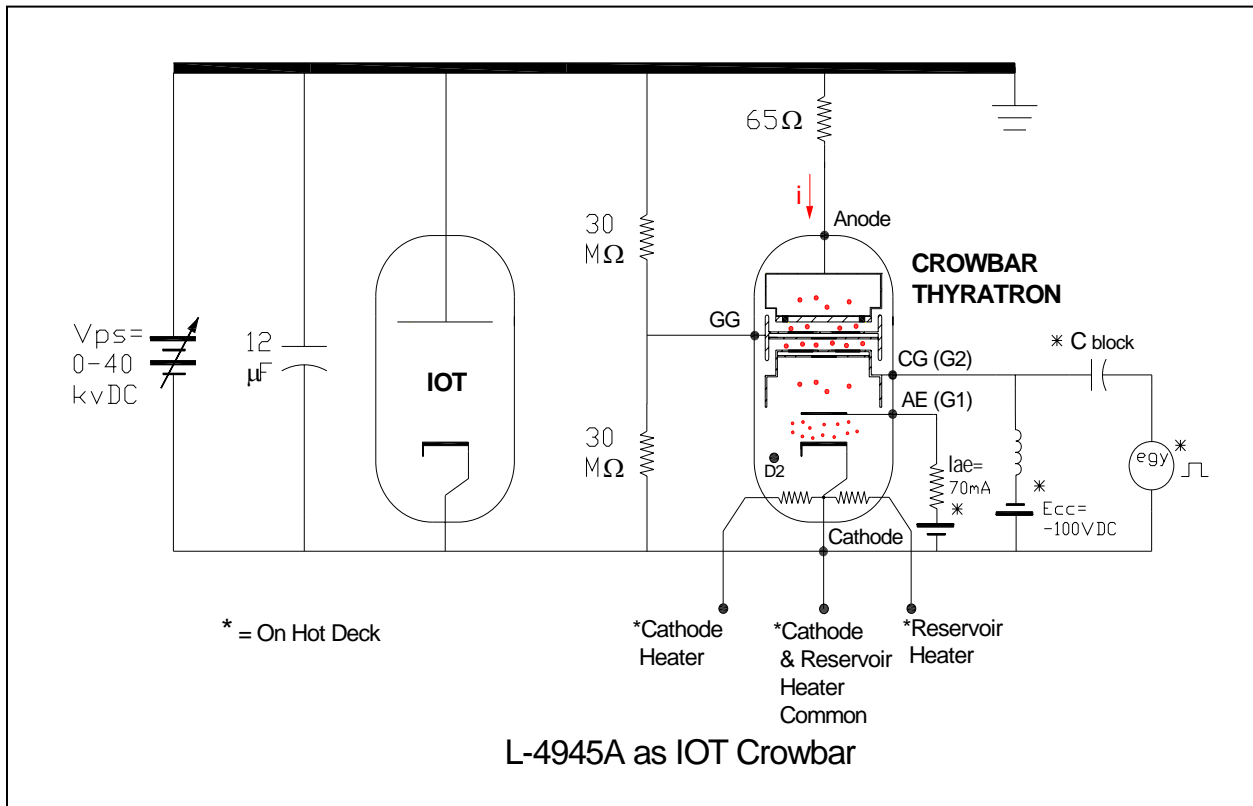 65Ω
i
Anode
30
MΩ
CROWBAR
THYRATRON
GG
Vps=
0-40
kvDC
12
µF
IOT
* C block
CG (G2)
AE (G1)
30
MΩ
D2
Iae=
70mA
*
*
Ecc=
-100VDC
egy
*
Cathode
* = On Hot Deck
*Cathode
Heater
*Cathode
& Reservoir
Heater
Common
*Reservoir
Heater
L-4945A as IOT Crowbar